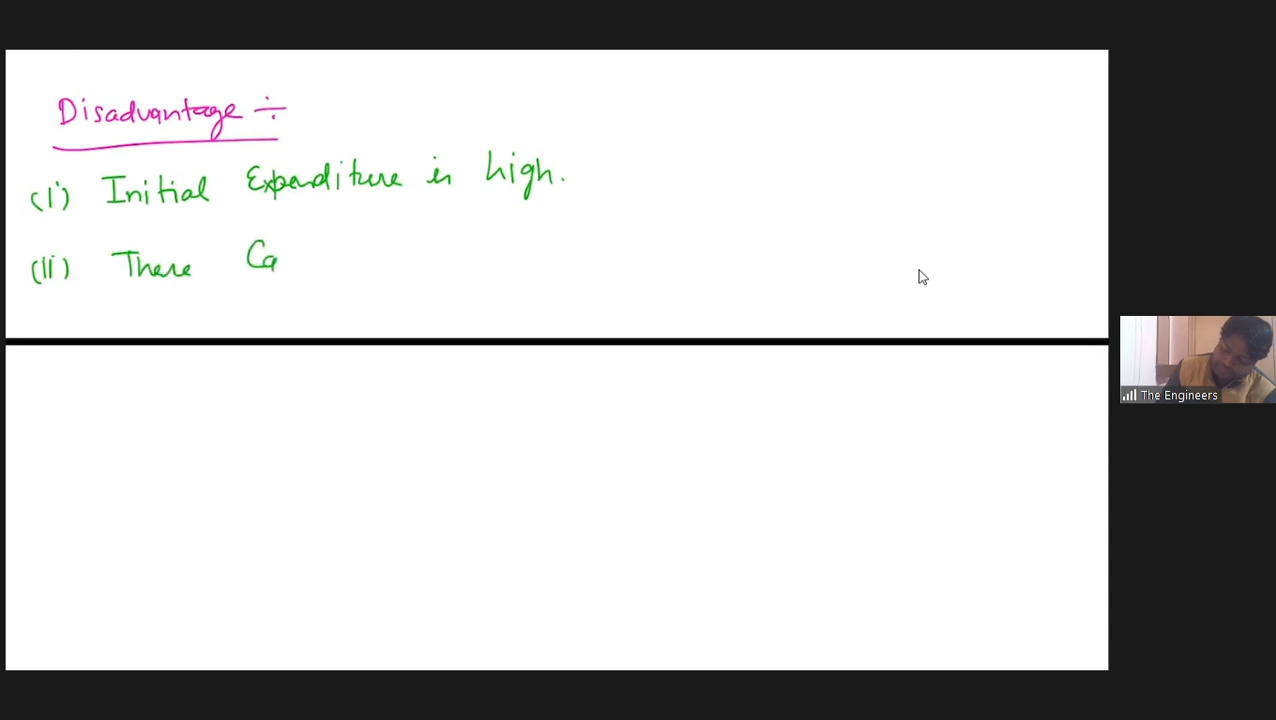 Disadvantage ÷
(i) Initial Expenditure is high.
(ii) There Ca
The Engineers